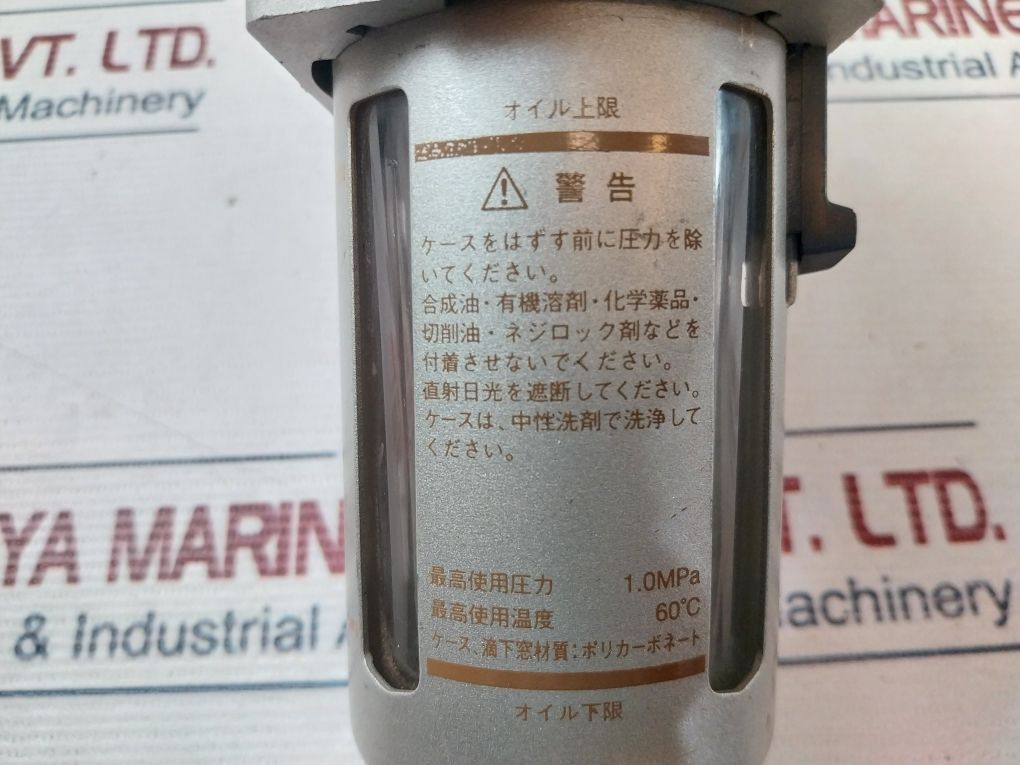 VT. LTD.
Machinery
MARIN
ndustrial A
オイル上限
警告
ケースをはずす前に圧力を除
いてください。
合成油・有機溶剤・化学薬品・
切削油・ネジロック剤などを
付着させないでください。
直射日光を遮断してください。
ケースは、中性洗剤で洗浄して
ください。
最高使用圧力 1.0MPa
最高使用温度 60℃
ケース、滴下窓材質：ポリカーボネート
オイル下限
YA MARIN
& Industrial
VT. LTD.
achinery